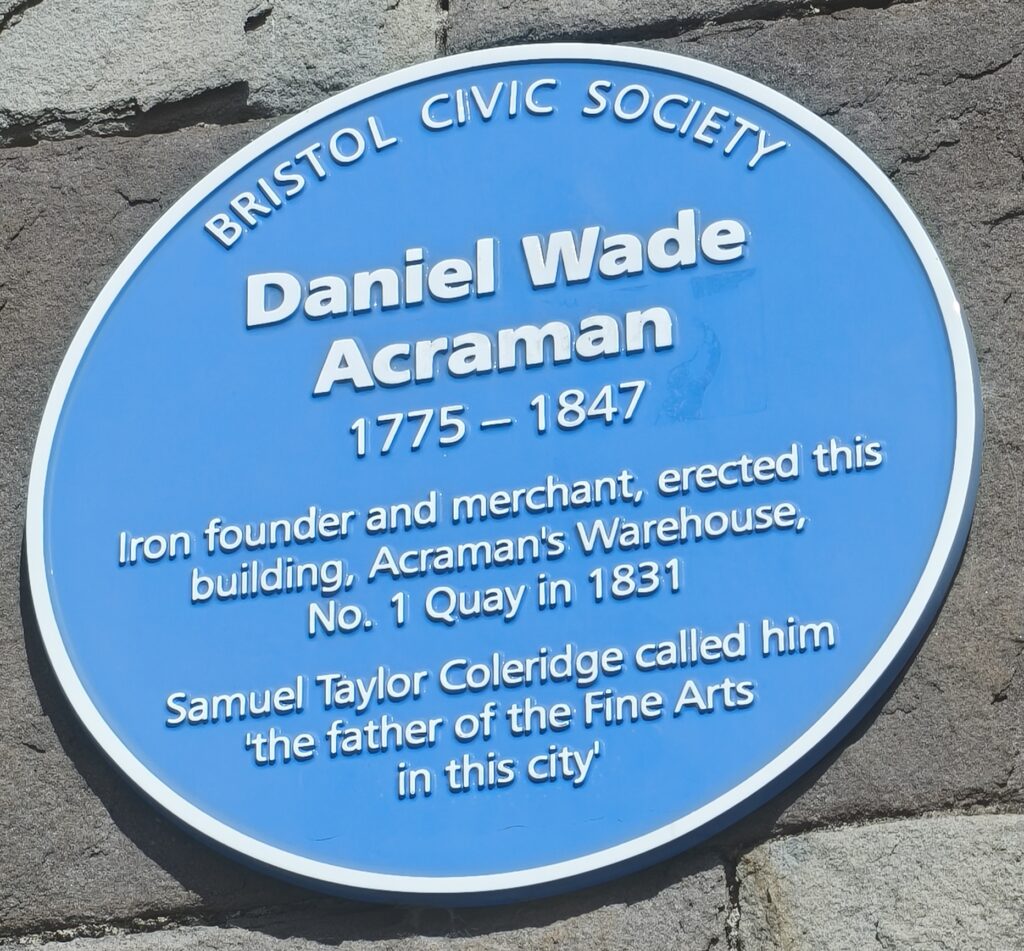 BRISTOL CIVIC SOCIETY
Daniel Wade
Acraman
1775 – 1847
Iron founder and merchant, erected this
building, Acraman's Warehouse,
No. 1 Quay in 1831
Samuel Taylor Coleridge called him
'the father of the Fine Arts
in this city'